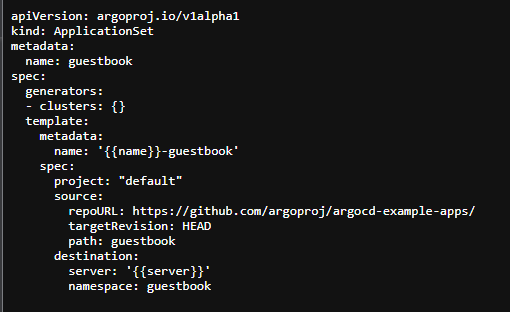 apiVersion: argoproj.io/v1alpha1
kind: ApplicationSet
metadata:
  name: guestbook
spec:
  generators:
  - clusters: {}
  template:
    metadata:
      name: '{{name}}-guestbook'
    spec:
      project: "default"
      source:
        repoURL: https://github.com/argoproj/argocd-example-apps/
        targetRevision: HEAD
        path: guestbook
      destination:
        server: '{{server}}'
        namespace: guestbook